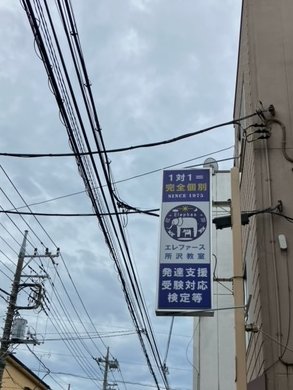 1対1=
完全個別
SINCE 1975
Elephas
エレファース
所沢教室
発達支援
受験対応
検定等